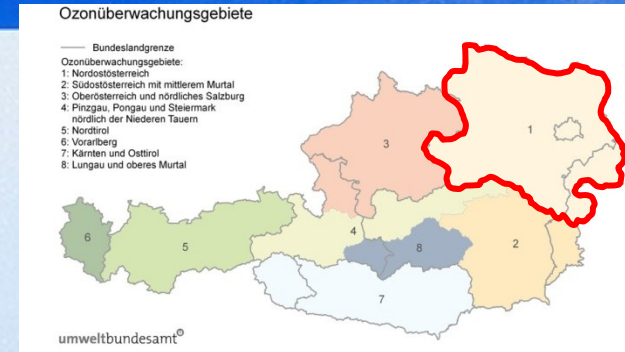 Ozonüberwachungsgebiete
Bundeslandgrenze
Ozonüberwachungsgebiete:
1: Nordostösterreich
2: Südostösterreich mit mittlerem Murtal
3: Oberösterreich und nördliches Salzburg
4: Pinzgau, Pongau und Steiermark
nördlich der Niederen Tauern
5: Nordtirol
6: Vorarlberg
7: Kärnten und Osttirol
8: Lungau und oberes Murtal
1
3
4
2
8
6
5
7
umweltbundesamt